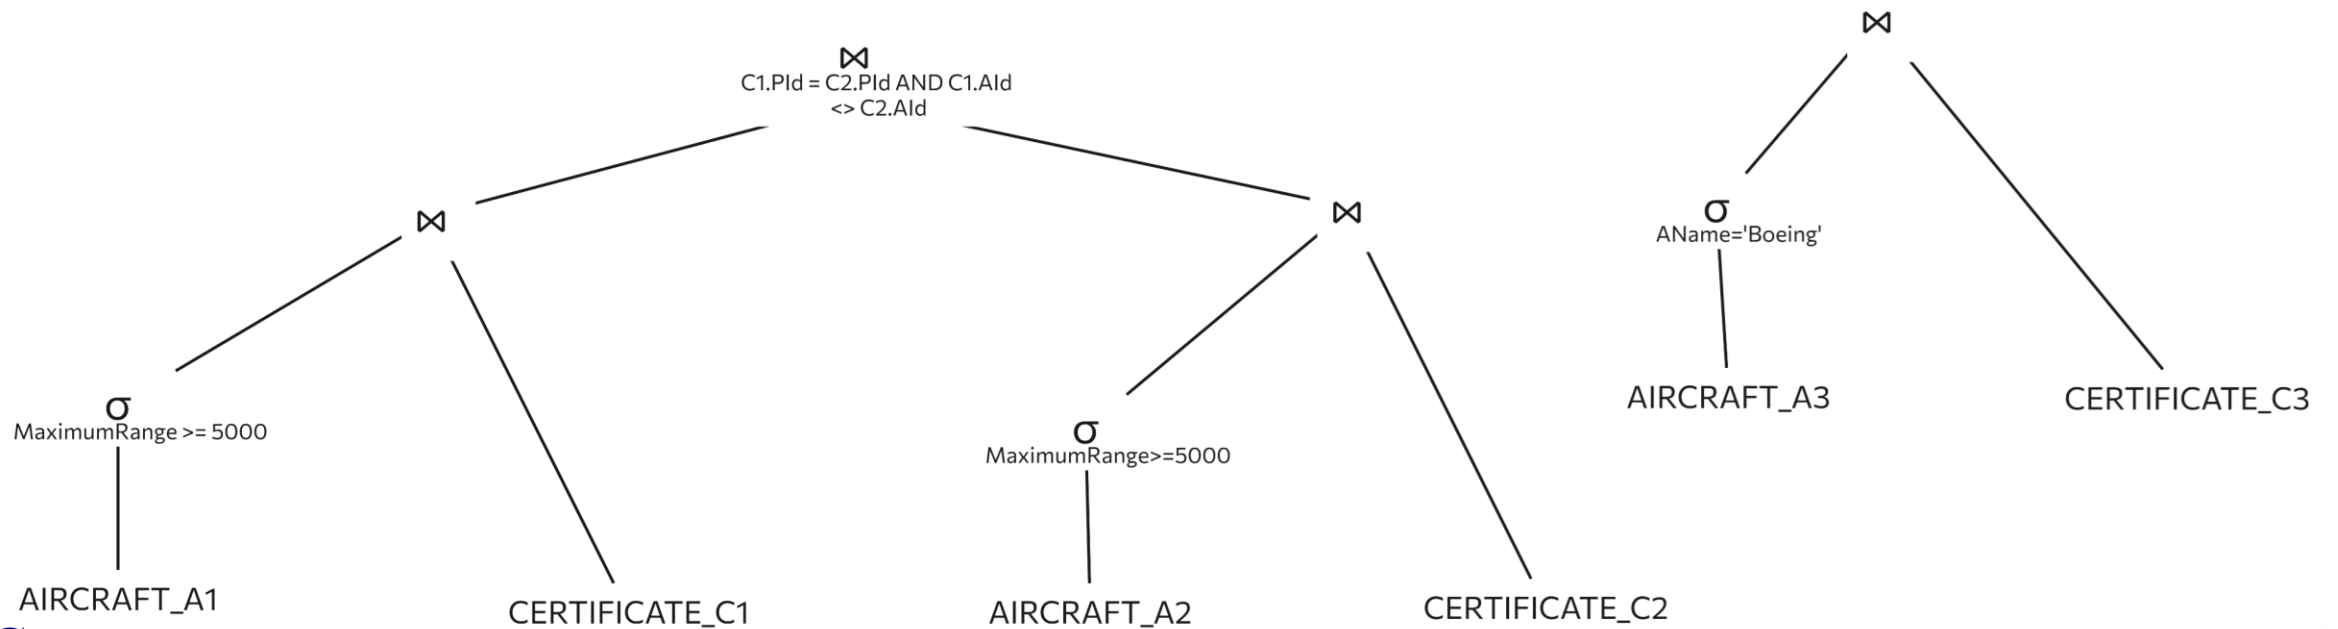 ⋈
⋈
C1.PId = C2.PId AND C1.AId
<> C2.AId
⋈
⋈
σ
AName='Boeing'
AIRCRAFT_A3
CERTIFICATE_C3
σ
MaximumRange >= 5000
σ
MaximumRange>=5000
AIRCRAFT_A1
CERTIFICATE_C1
AIRCRAFT_A2
CERTIFICATE_C2